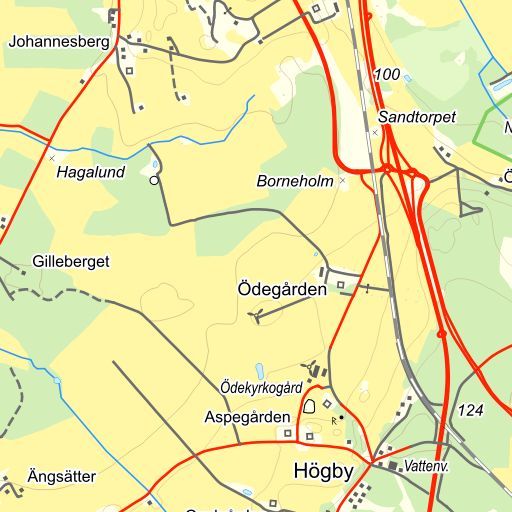 Johannesberg
100
Sandtorpet
Hagalund
Borneholm
Gilleberget
Ödegården
Ödekyrkogård
Aspegården
124
R
Högby
Vattenv.
Ängsätter